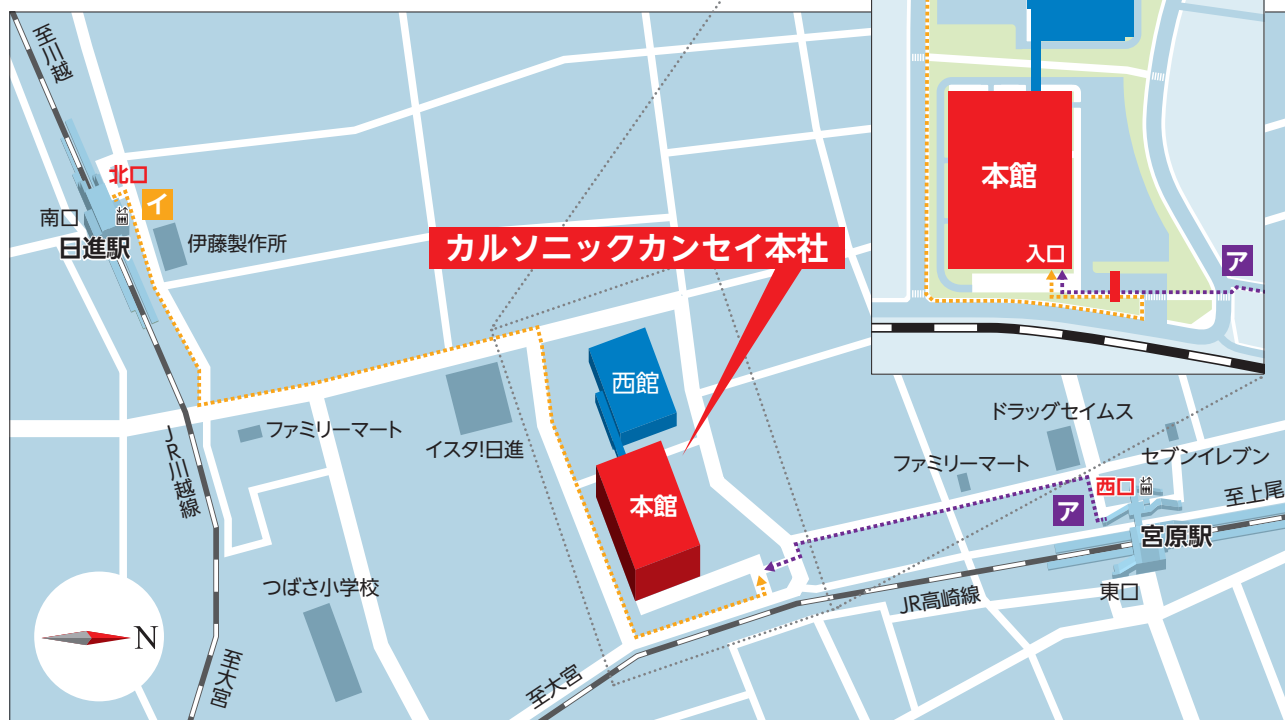 至川越
北口
イ
南口
日進駅
伊藤製作所
カルソニックカンセイ本社
本館
入口
ア
西館
本館
ファミリーマート
イスタ!日進
JR川越線
つばさ小学校
N
至大宮
至大宮
JR高崎線
ドラッグセイムス
ファミリーマート
セブンイレブン
西口
ア
至上尾
宮原駅
東口